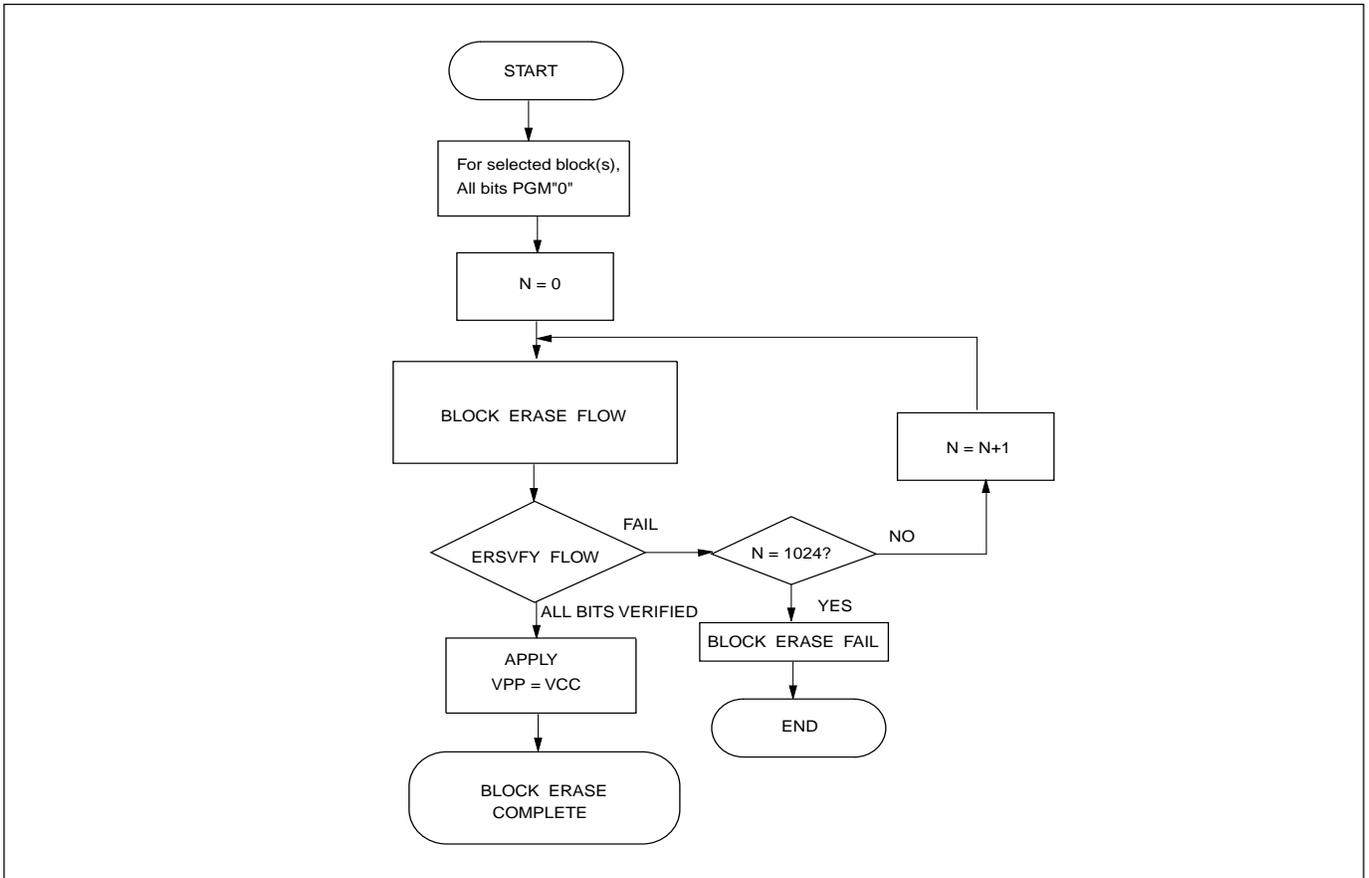 START
For selected block(s),
All bits PGM"0"
N = 0
BLOCK ERASE FLOW
N = N+1
FAIL
NO
ERSVFY FLOW
N = 1024?
ALL BITS VERIFIED
YES
BLOCK ERASE FAIL
APPLY
VPP = VCC
END
BLOCK ERASE
COMPLETE